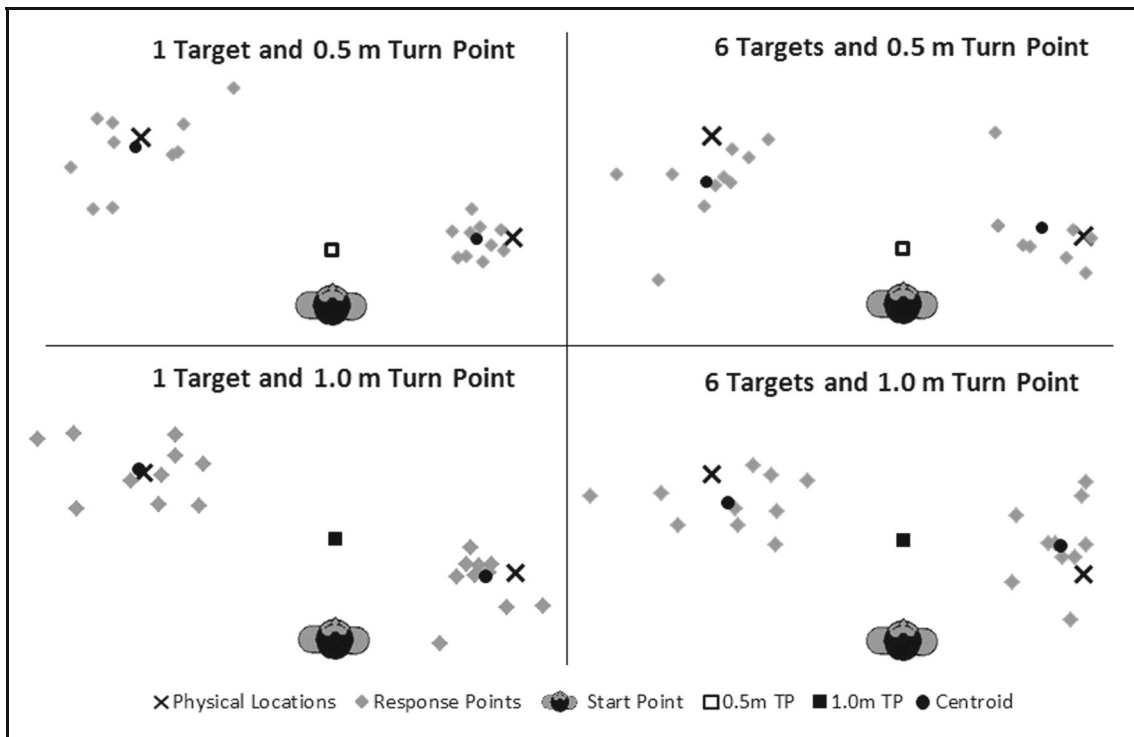 1 Target and 0.5 m Turn Point
6 Targets and 0.5 m Turn Point
1 Target and 1.0 m Turn Point
6 Targets and 1.0 m Turn Point
Physical Locations Response Points Start Point 0.5m TP 1.0m TP Centroid